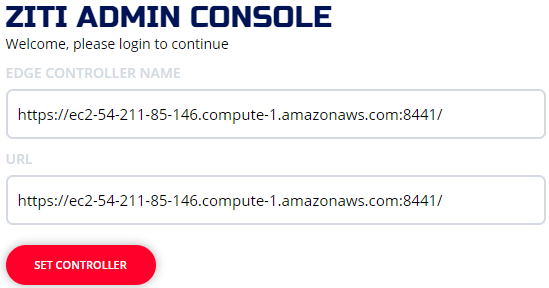 ZITI ADMIN CONSOLE
Welcome, please login to continue
EDGE CONTROLLER NAME
https://ec2-54-211-85-146.compute-1.amazonaws.com:8441/
URL
https://ec2-54-211-85-146.compute-1.amazonaws.com:8441/
SET CONTROLLER